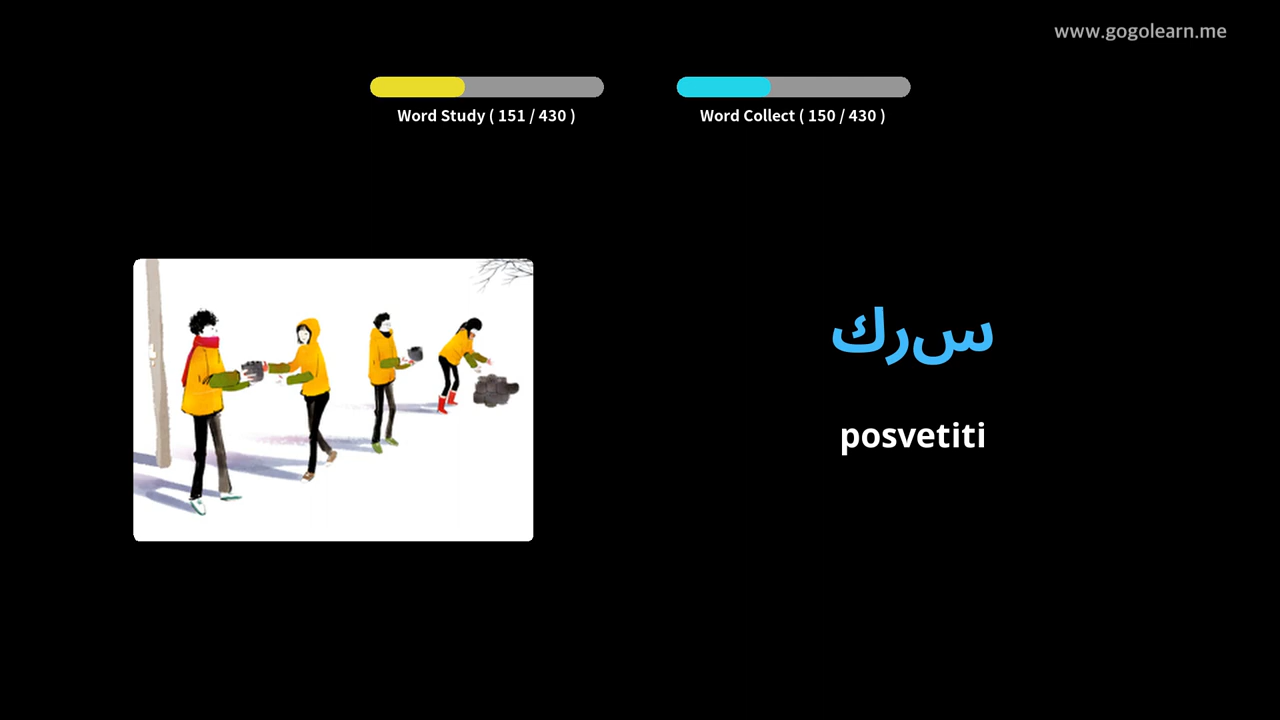 www.gogolearn.me
Word Study ( 151 / 430 )
Word Collect ( 150 / 430 )
سرك
posvetiti